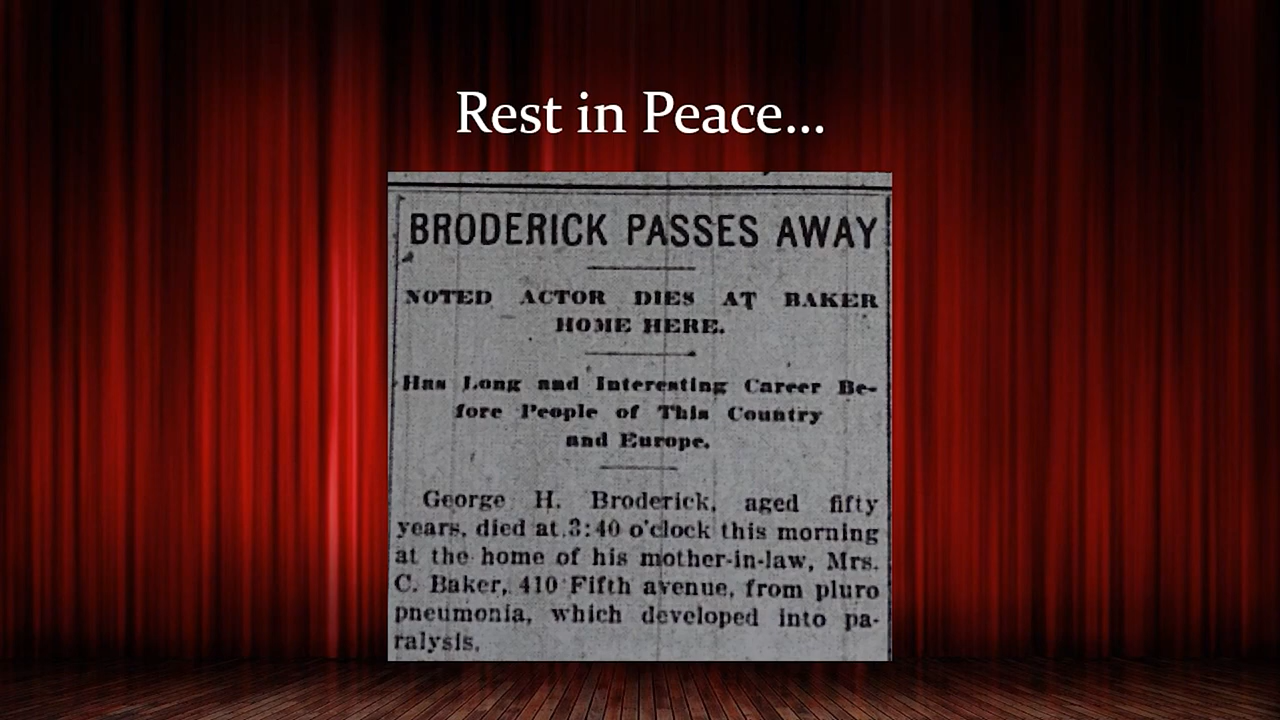 Rest in Peace...
BRODERICK PASSES AWAY
NOTED ACTOR DIES AT BAKER
HOME HERE.
Has Long and Interesting Career Be-
fore People of This Country
and Europe.
George H. Broderick, aged fifty
years, died at 3:40 o'clock this morning
at the home of his mother-in-law, Mrs.
C. Baker, 410 Fifth avenue, from pluro
pneumonia, which developed into pa-
ralysis.